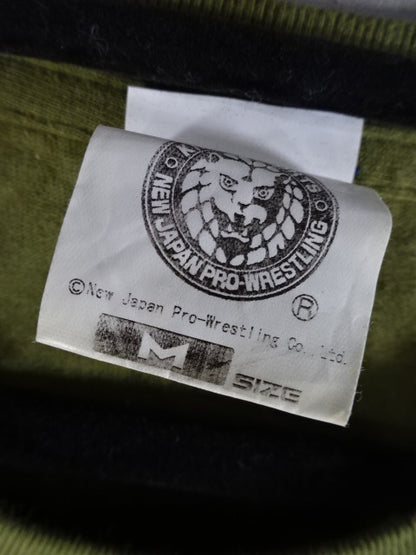 NEW JAPAN PRO-WRESTLING
®
©New Japan Pro-Wrestling Co., Ltd.
M SIZE